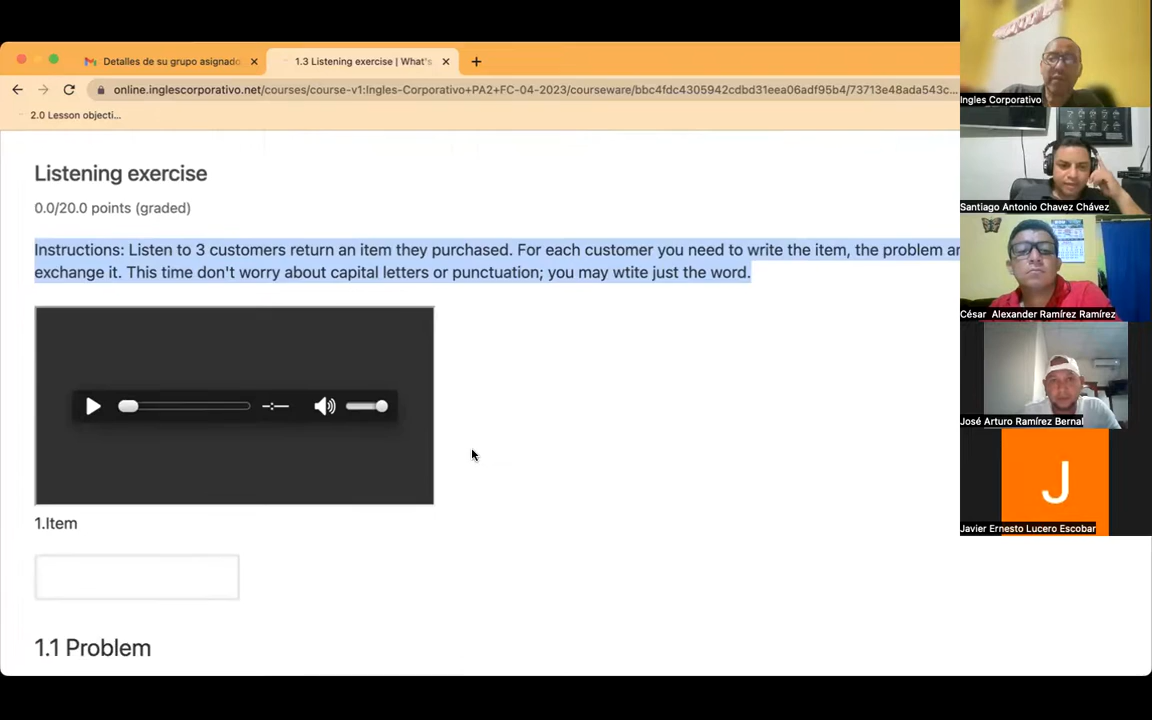 Detalles de su grupo asignado
1.3 Listening exercise | What's
online.inglescorporativo.net/courses/course-v1:Ingles-Corporativo+PA2+FC-04-2023/courseware/bbc4fdc4305942cdbd31eea06adf95b4/73713e48ada543c...
2.0 Lesson objecti...
Listening exercise
0.0/20.0 points (graded)
Instructions: Listen to 3 customers return an item they purchased. For each customer you need to write the item, the problem an
exchange it. This time don't worry about capital letters or punctuation; you may wtite just the word.
1.Item
1.1 Problem
Ingles Corporativo
Santiago Antonio Chavez Chávez
César Alexander Ramírez Ramírez
José Arturo Ramírez Bernal
J
Javier Ernesto Lucero Escobar